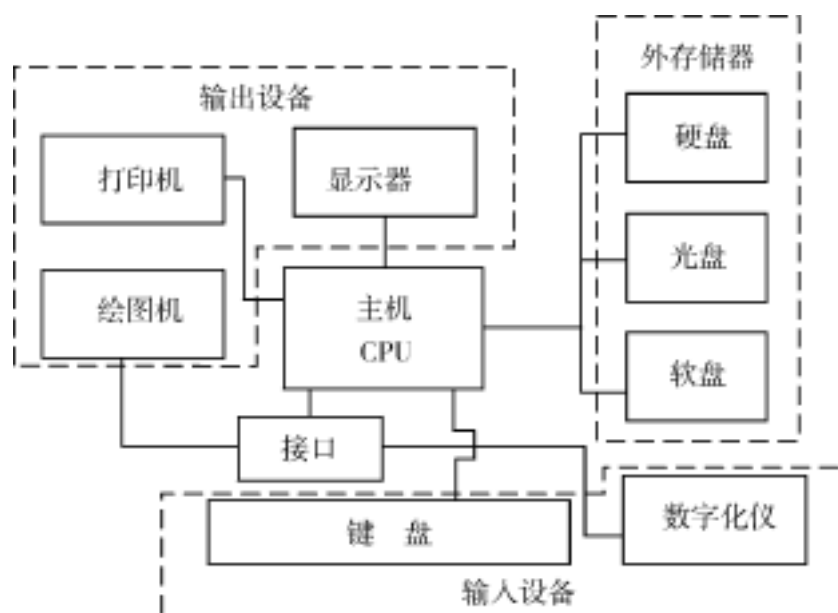 外存储器
输出设备
硬盘
打印机
显示器
光盘
绘图机
主机
CPU
软盘
接口
数字化仪
键 盘
输入设备